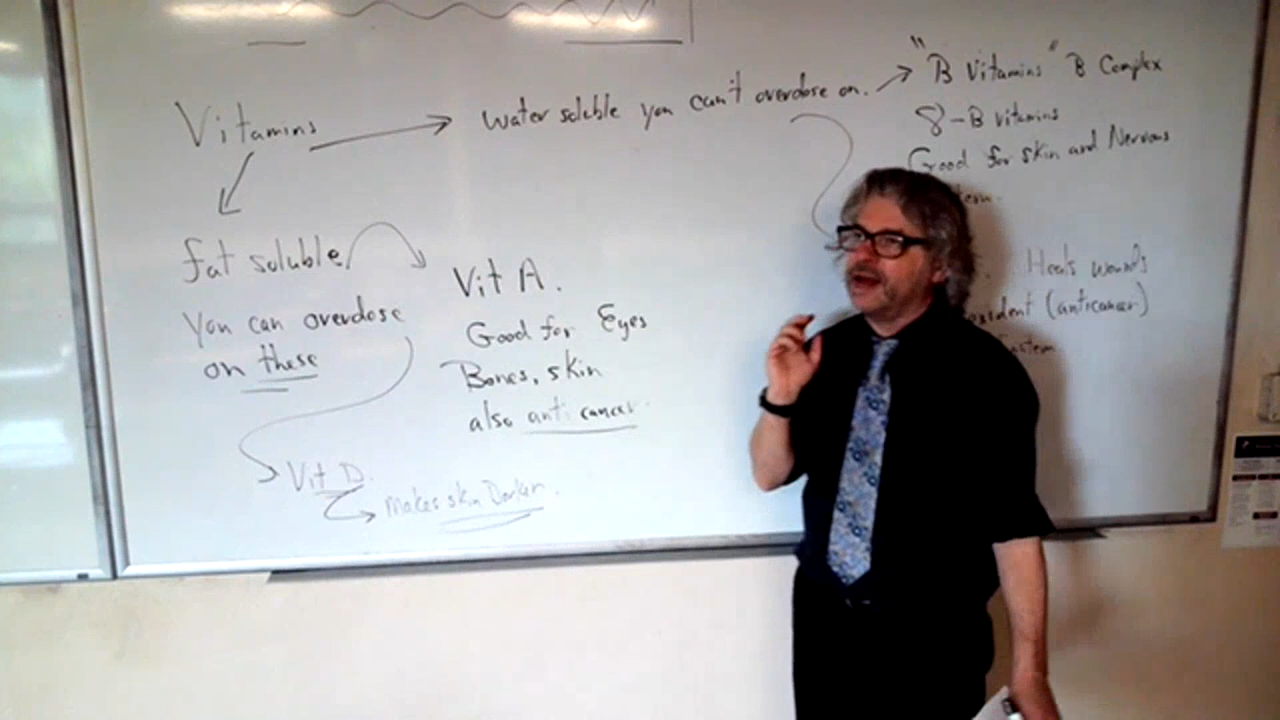 Vitamins
water soluble you can't overdose on.
"B Vitamins" B Complex
8-B vitamins
Good for skin and Nervous
fat soluble
You can overdose
on these
Vit A.
Good for Eyes
Bones, skin
also anti cancer
Vit D.
makes skin Darker.
Heals wounds
oxident (anticancer)